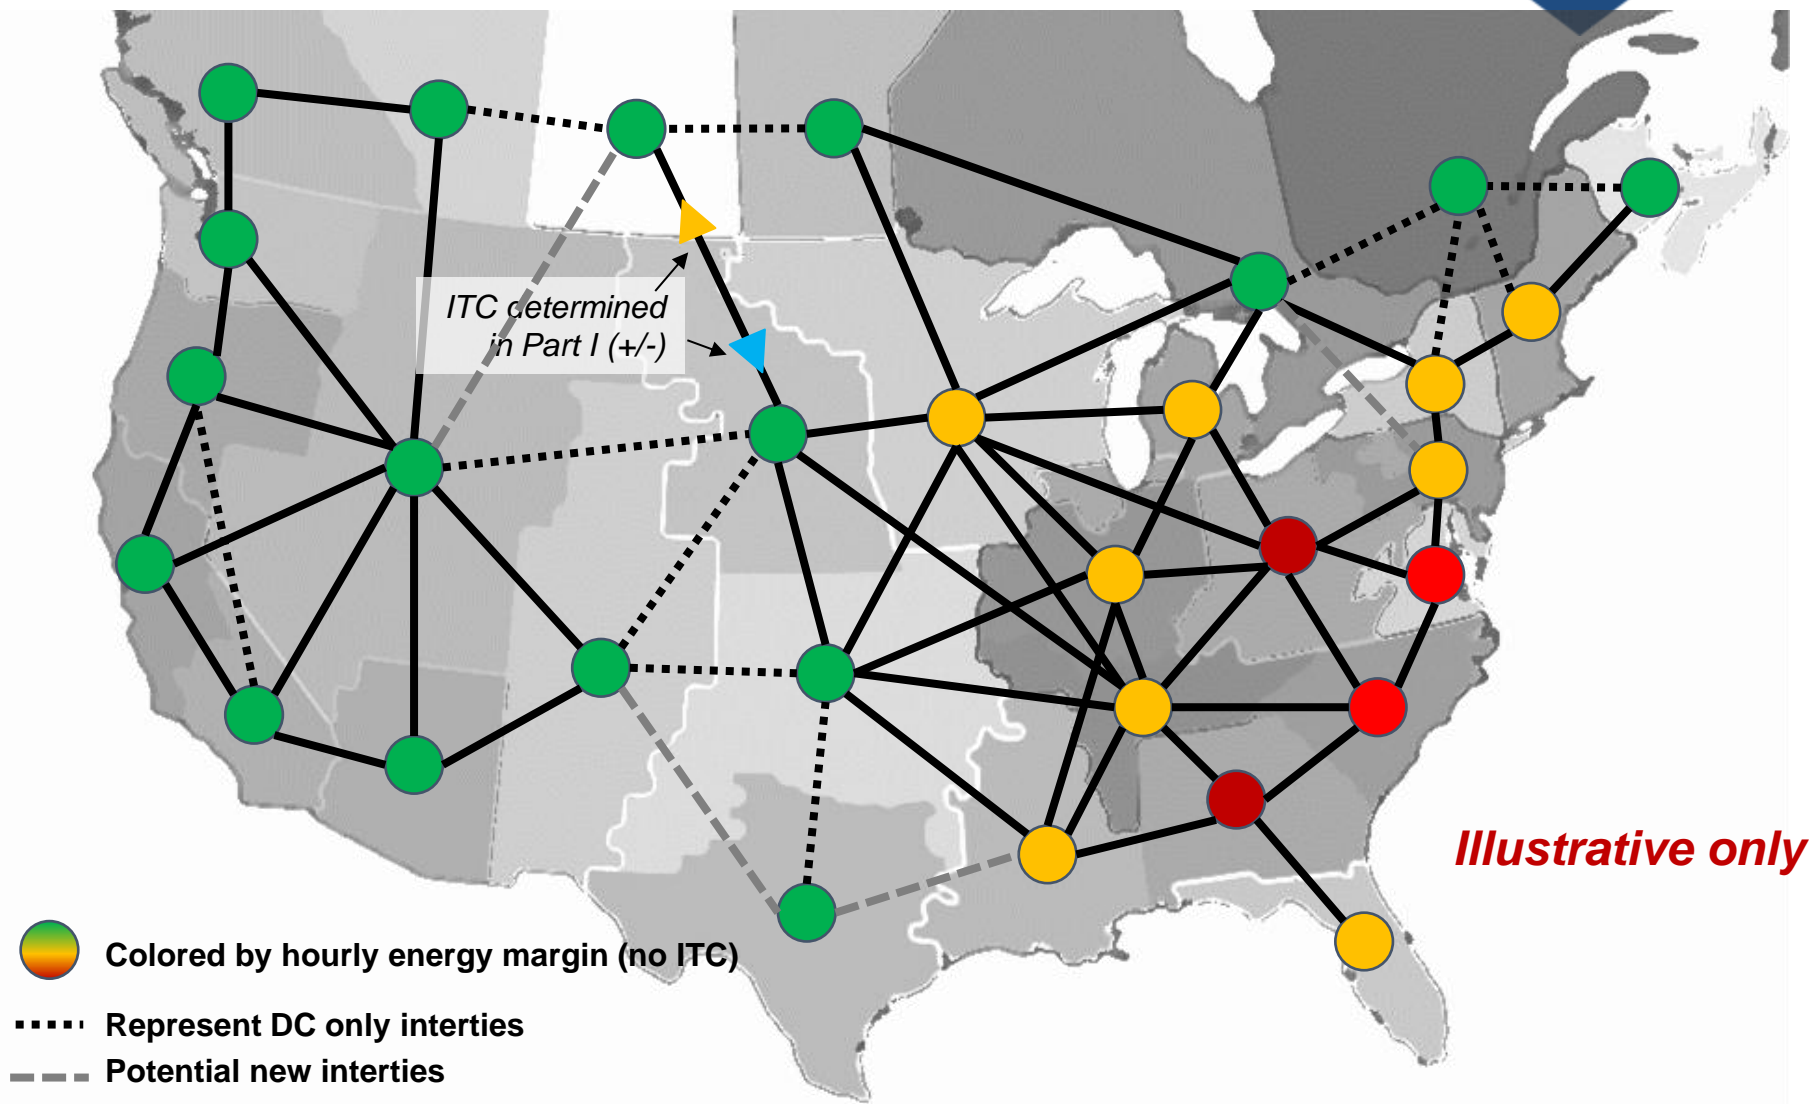 ITC determined
in Part I (+/-)
Illustrative only
Colored by hourly energy margin (no ITC)
Represent DC only interties
Potential new interties